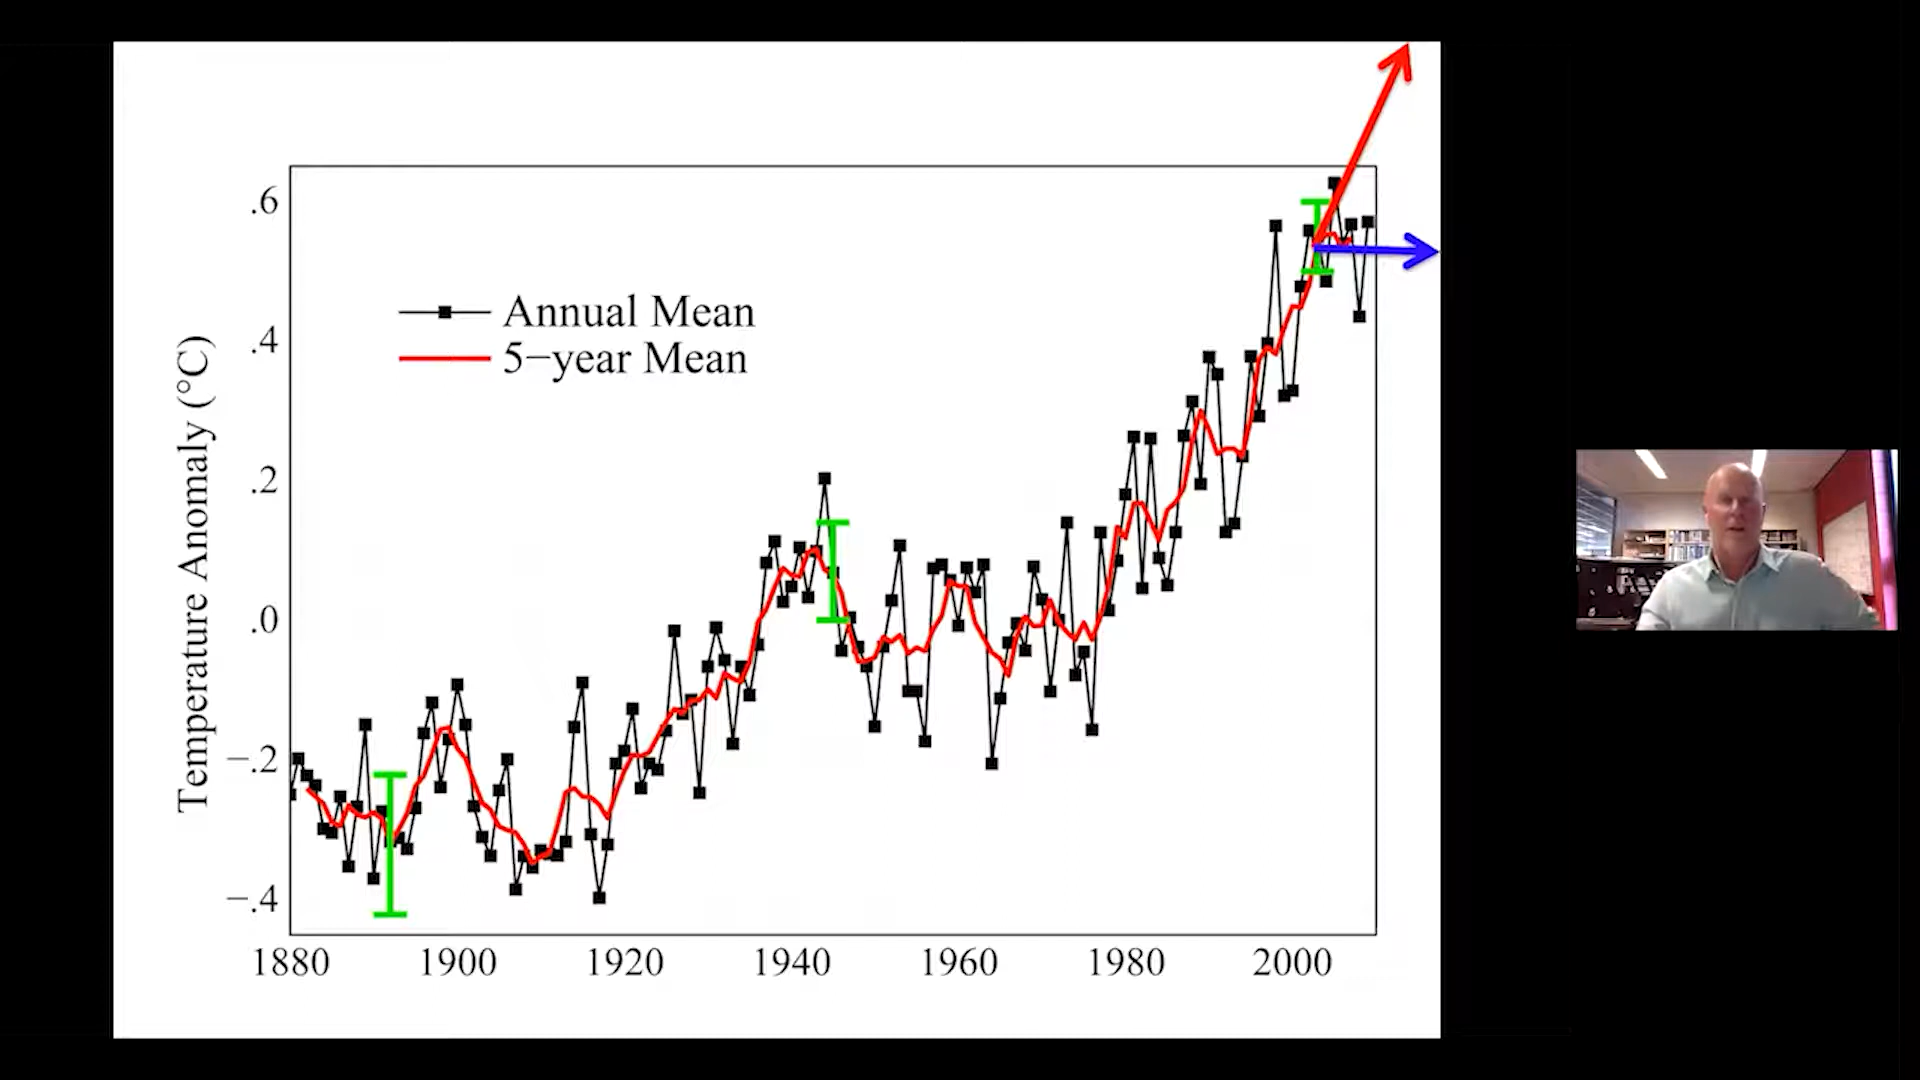 .6
.4
.2
.0
−.2
−.4
Temperature Anomaly (°C)
Annual Mean
5−year Mean
1880 1900 1920 1940 1960 1980 2000